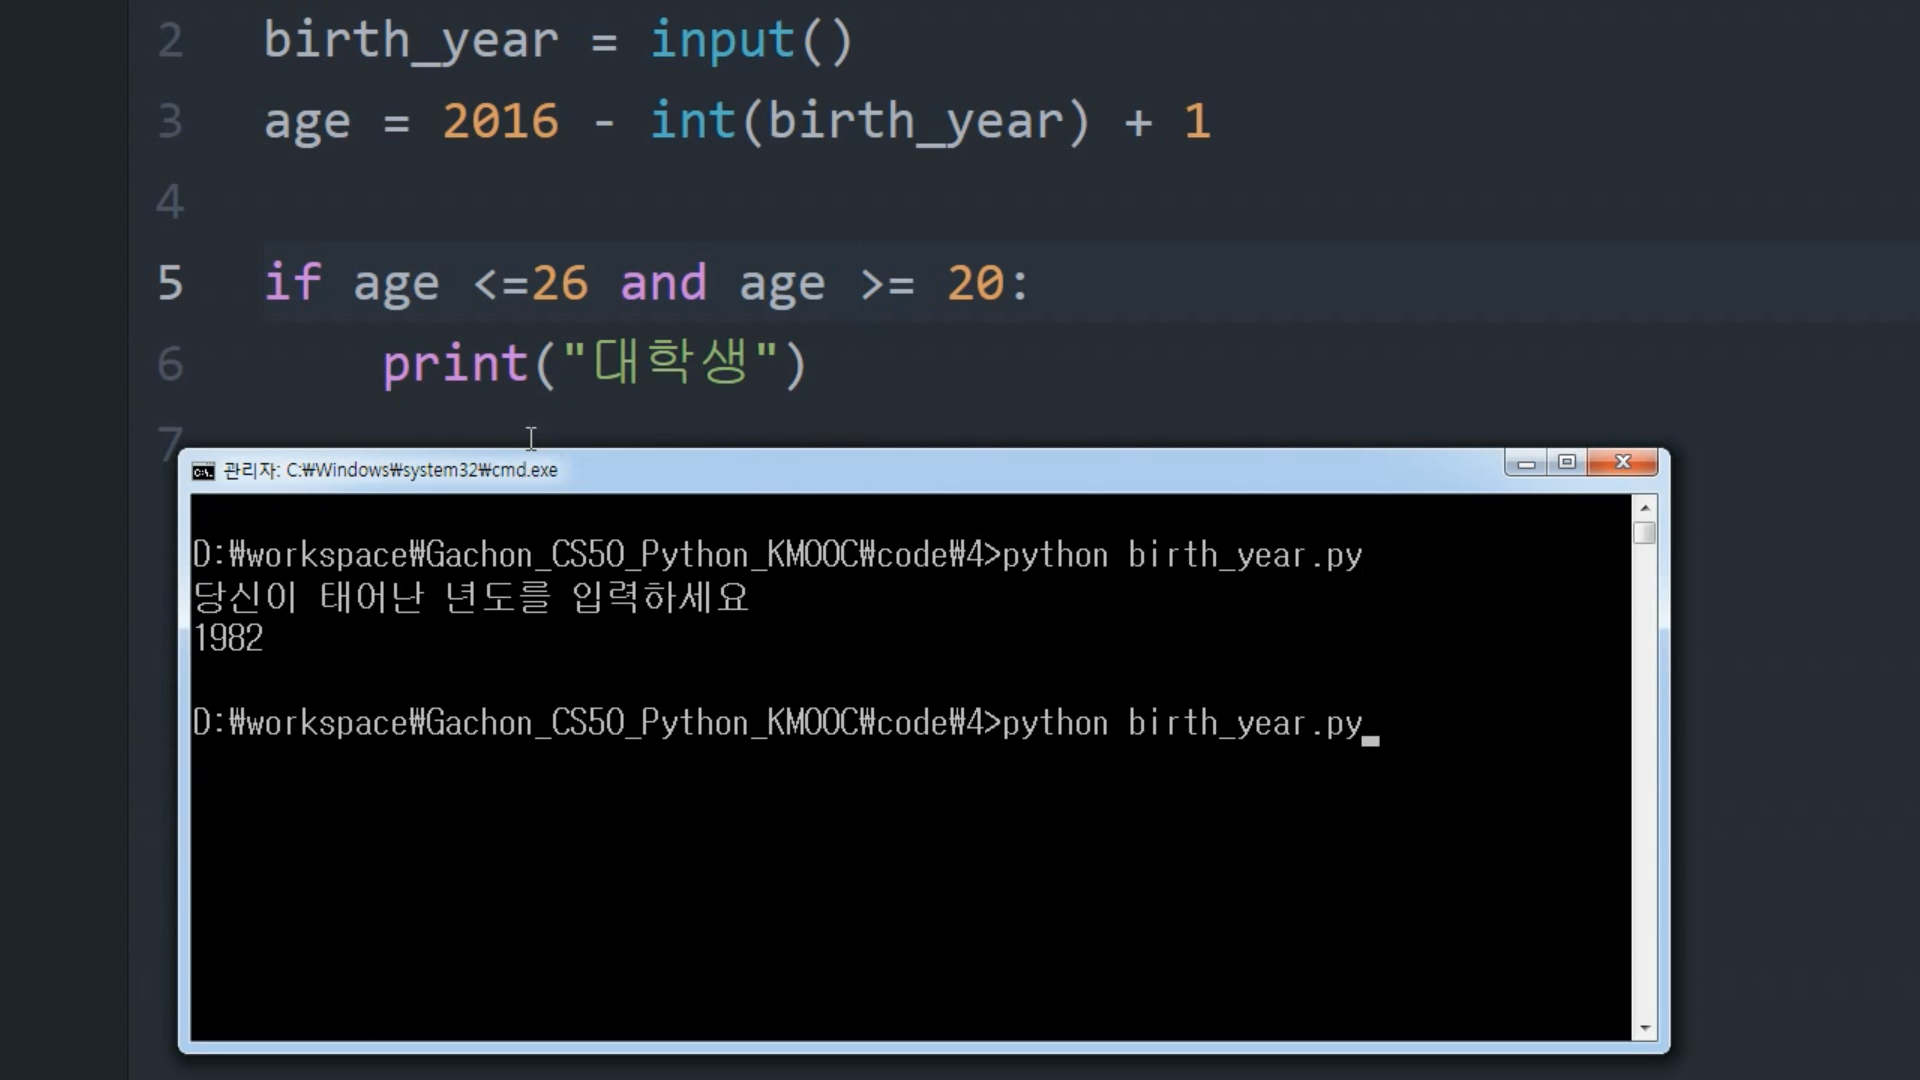 2 birth_year = input()
3 age = 2016 - int(birth_year) + 1
4
5 if age <=26 and age >= 20:
6 print("대학생")
7
관리자: C:₩Windows₩system32₩cmd.exe
D:₩workspace₩Gachon_CS50_Python_KMOOC₩code₩4>python birth_year.py
당신이 태어난 년도를 입력하세요
1982
D:₩workspace₩Gachon_CS50_Python_KMOOC₩code₩4>python birth_year.py